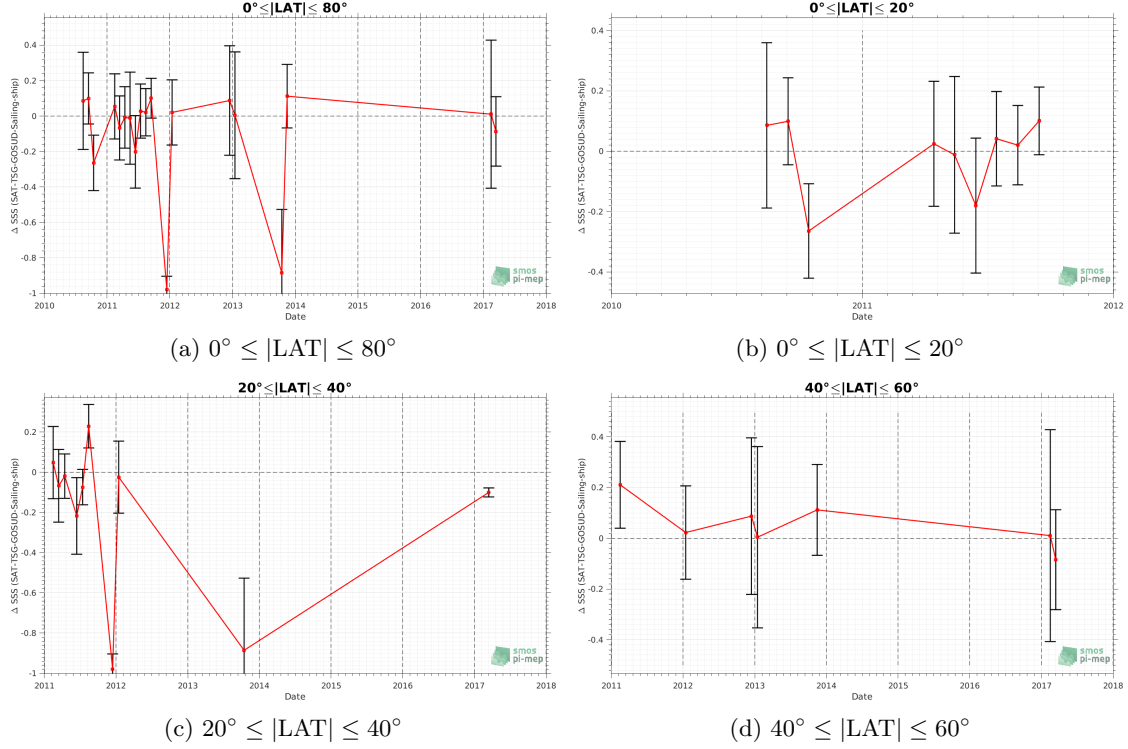 0°≤|LAT|≤ 80°
Δ SSS (SAT-TSG-GOSUD-Sailing-ship)
0.4
0.2
0
-0.2
-0.4
-0.6
-0.8
-1
2010 2011 2012 2013 2014 2015 2016 2017 2018
Date
smos
pi-mep
(a) 0° ≤ |LAT| ≤ 80°
0°≤|LAT|≤ 20°
Δ SSS (SAT-TSG-GOSUD-Sailing-ship)
0.4
0.2
0
-0.2
-0.4
2010 2011 2012
Date
smos
pi-mep
(b) 0° ≤ |LAT| ≤ 20°
20°≤|LAT|≤ 40°
Δ SSS (SAT-TSG-GOSUD-Sailing-ship)
0.2
0
-0.2
-0.4
-0.6
-0.8
-1
2011 2012 2013 2014 2015 2016 2017 2018
Date
smos
pi-mep
(c) 20° ≤ |LAT| ≤ 40°
40°≤|LAT|≤ 60°
Δ SSS (SAT-TSG-GOSUD-Sailing-ship)
0.4
0.2
0
-0.2
-0.4
2011 2012 2013 2014 2015 2016 2017 2018
Date
smos
pi-mep
(d) 40° ≤ |LAT| ≤ 60°